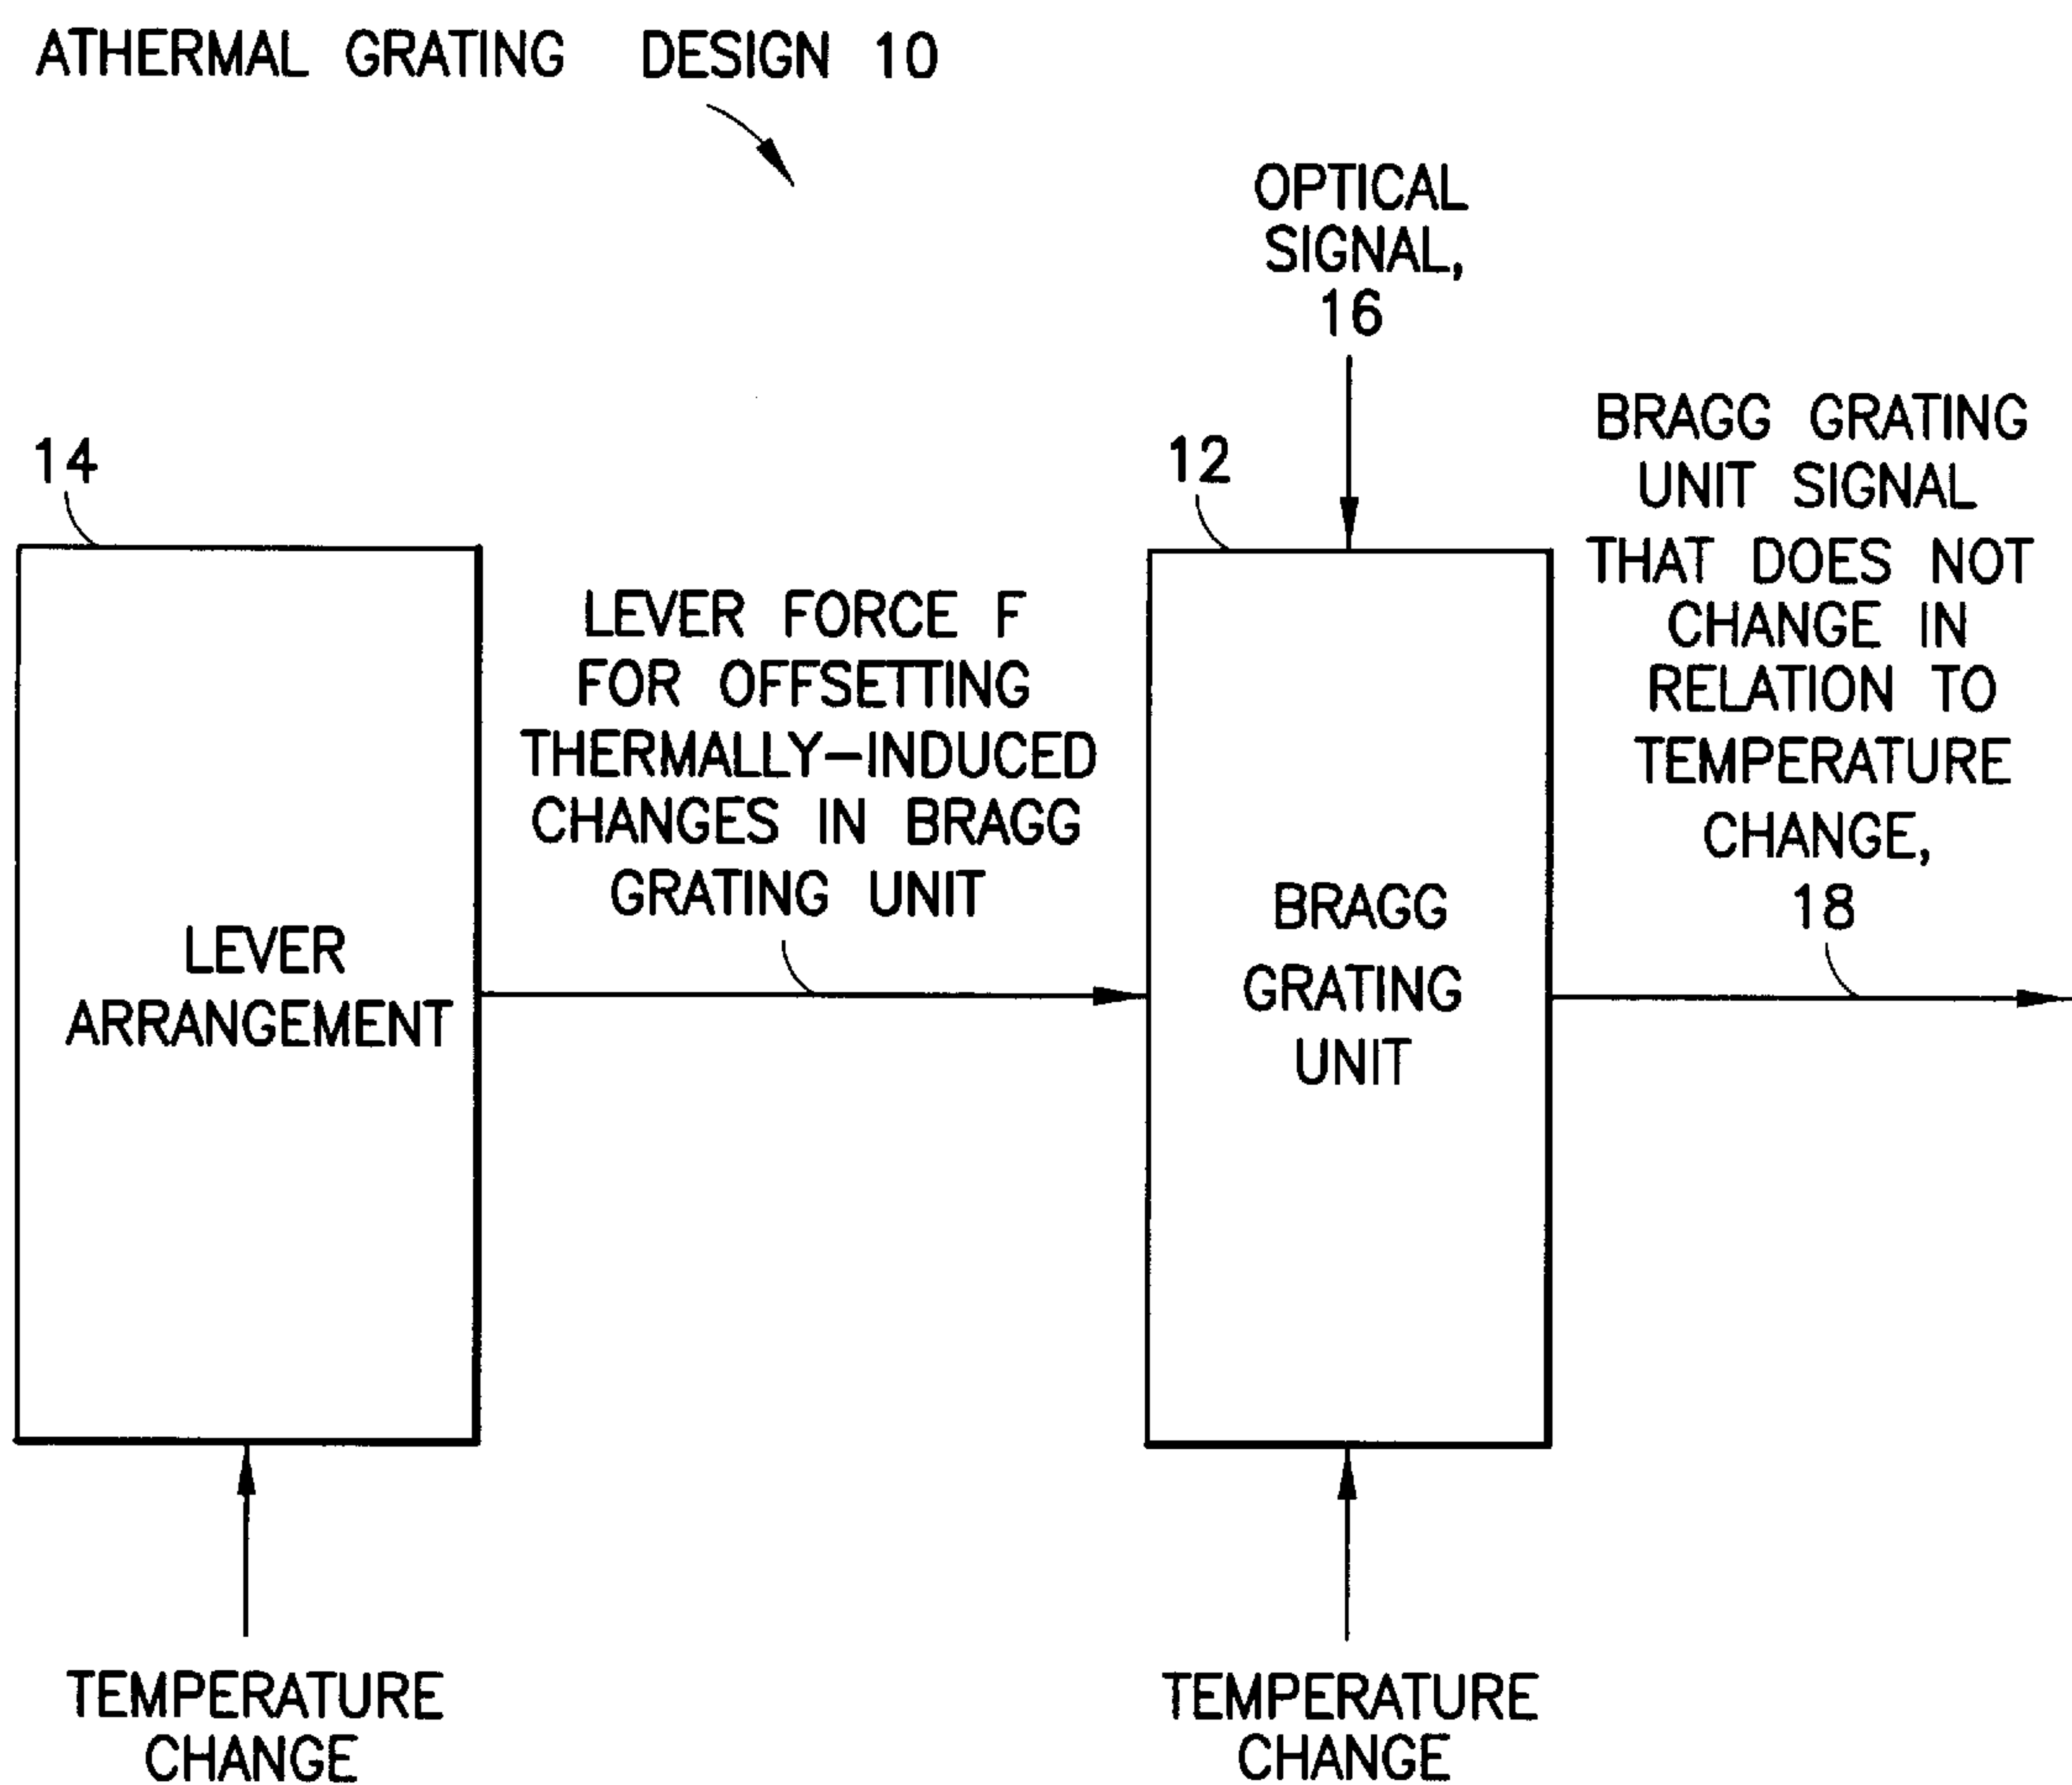 ATHERMAL GRATING DESIGN 10
OPTICAL
SIGNAL,
16
14
LEVER
ARRANGEMENT
LEVER FORCE F
FOR OFFSETTING
THERMALLY-INDUCED
CHANGES IN BRAGG
GRATING UNIT
12
BRAGG
GRATING
UNIT
BRAGG GRATING
UNIT SIGNAL
THAT DOES NOT
CHANGE IN
RELATION TO
TEMPERATURE
CHANGE,
18
TEMPERATURE
CHANGE
TEMPERATURE
CHANGE